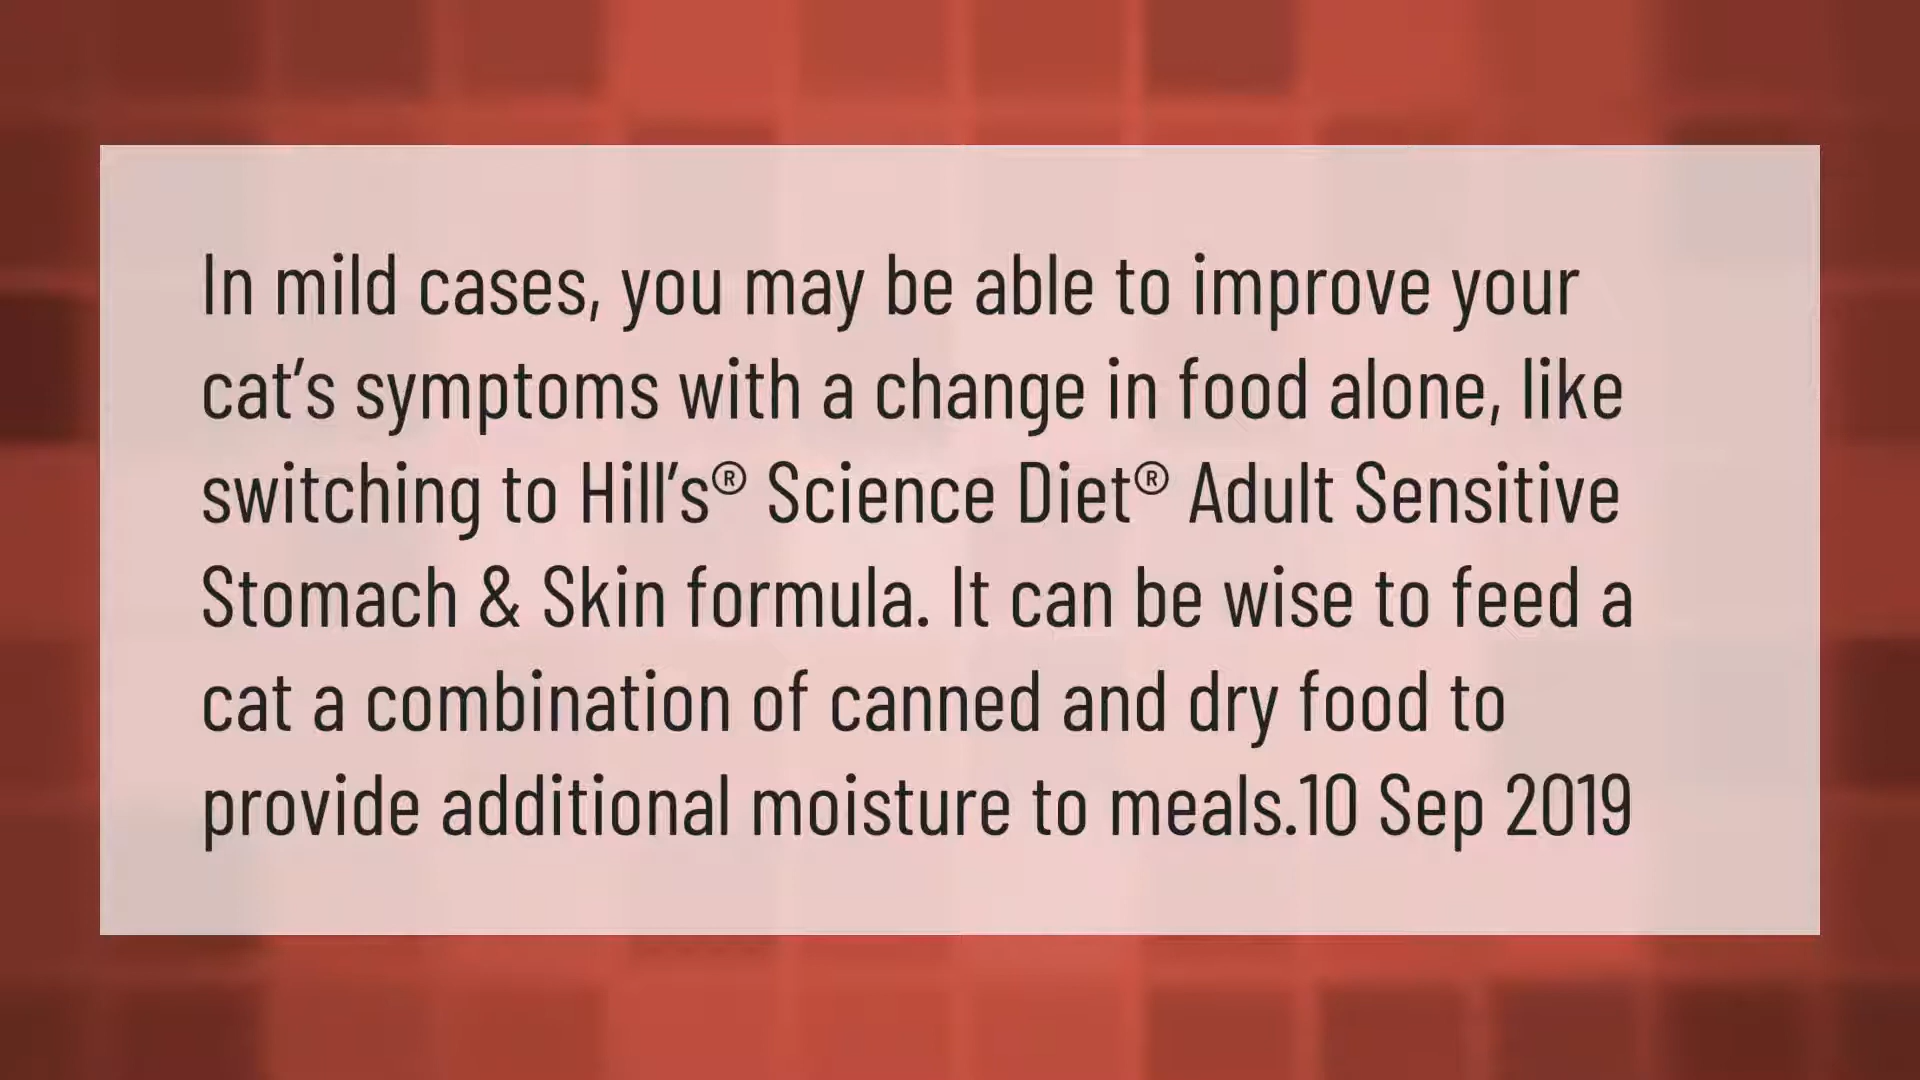 In mild cases, you may be able to improve your
cat’s symptoms with a change in food alone, like
switching to Hill’s® Science Diet® Adult Sensitive
Stomach & Skin formula. It can be wise to feed a
cat a combination of canned and dry food to
provide additional moisture to meals.10 Sep 2019